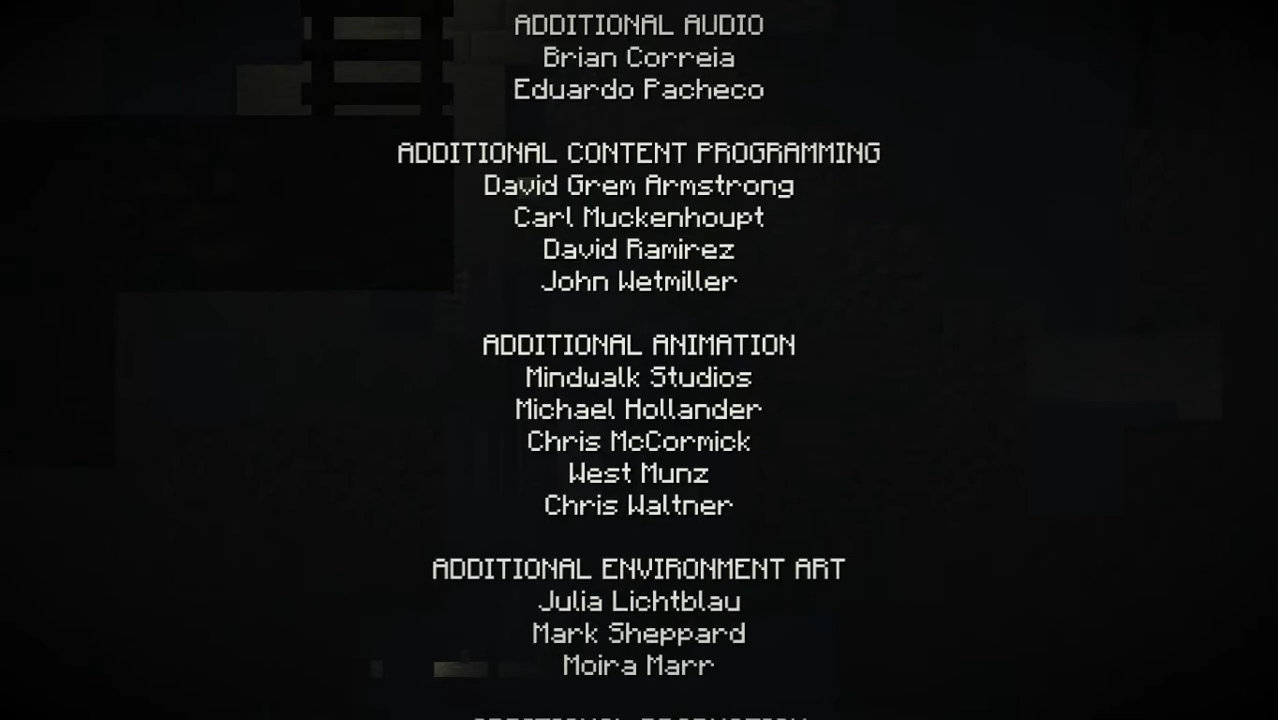 ADDITIONAL AUDIO
Brian Correia
Eduardo Pacheco
ADDITIONAL CONTENT PROGRAMMING
David Grem Armstrong
Carl Muckenhoupt
David Ramirez
John Wetmiller
ADDITIONAL ANIMATION
Mindwalk Studios
Michael Hollander
Chris McCormick
West Munz
Chris Waltner
ADDITIONAL ENVIRONMENT ART
Julia Lichtblau
Mark Sheppard
Moira Marr
ADDITIONAL PRODUCTION